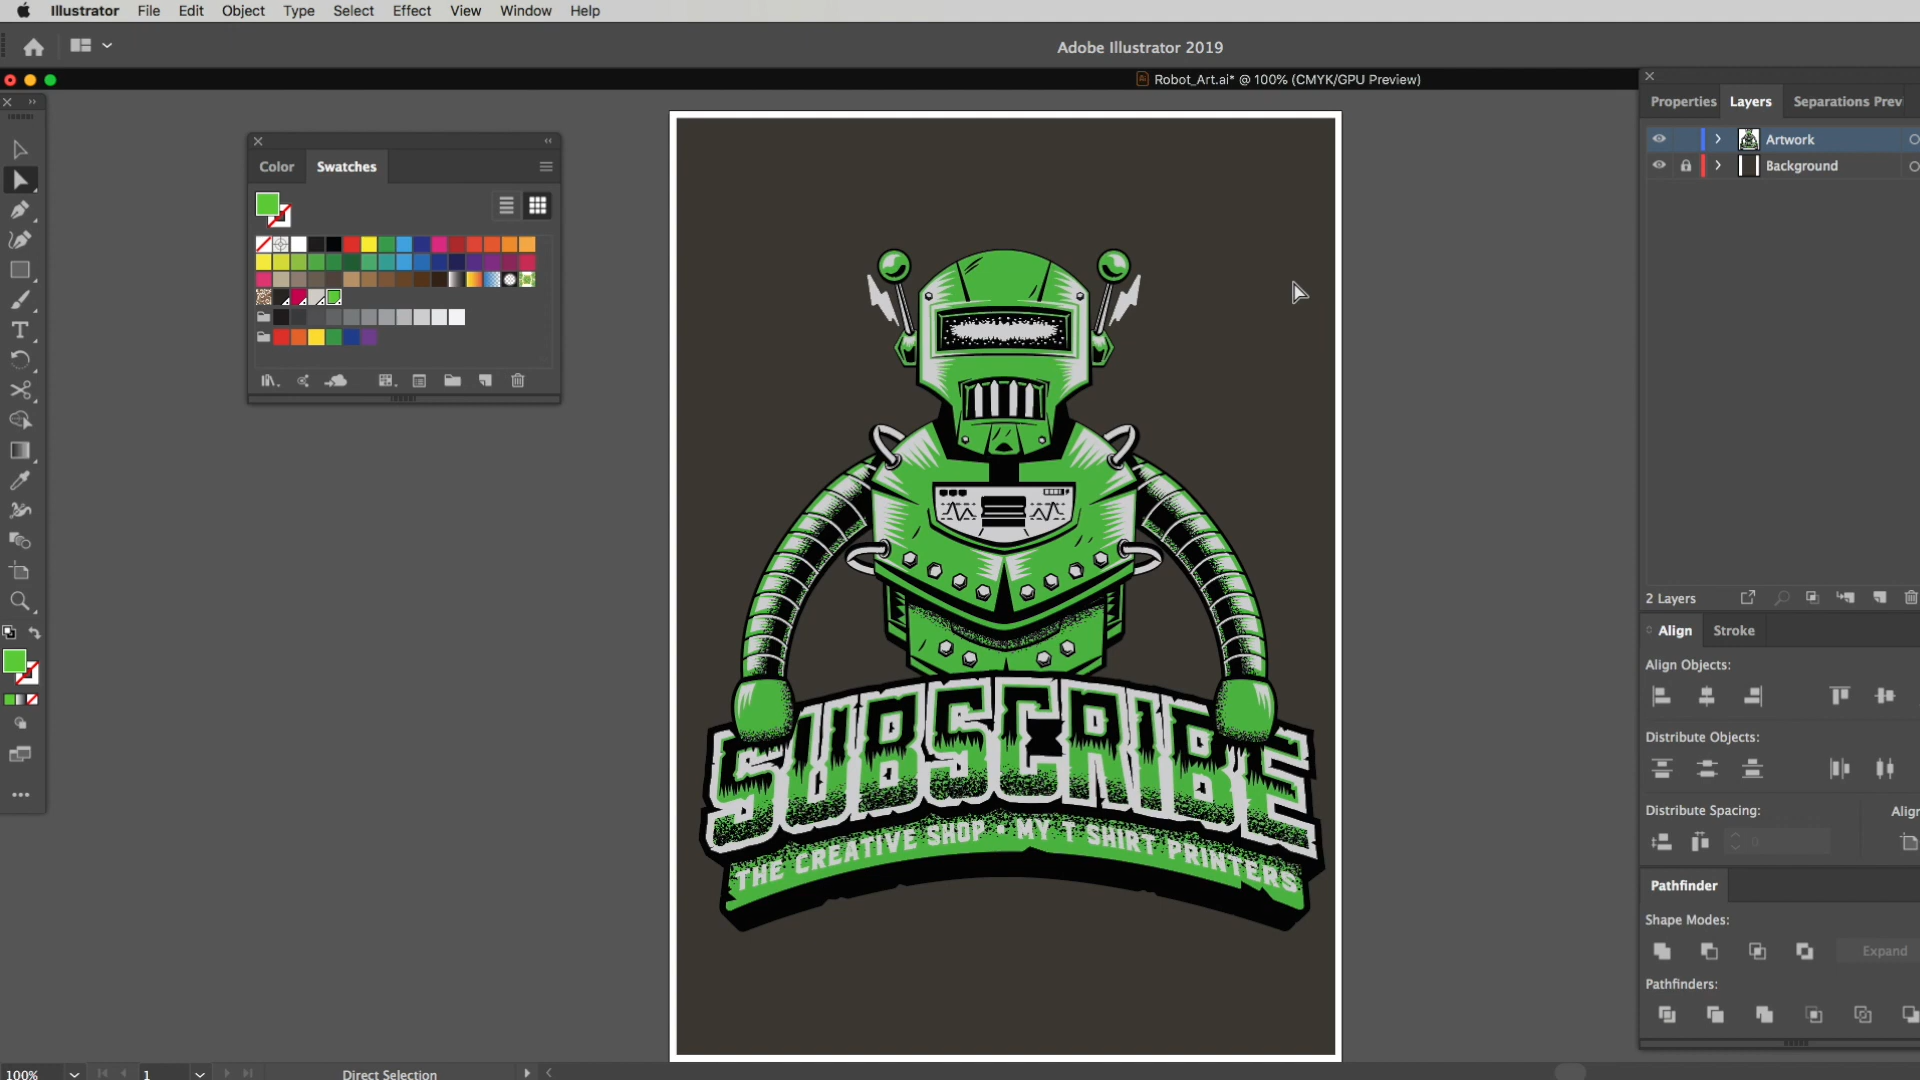 Illustrator File Edit Object Type Select Effect View Window Help
Adobe Illustrator 2019
Robot_Art.ai* @ 100% (CMYK/GPU Preview)
Properties Layers Separations Prev
Color Swatches
Artwork
Background
2 Layers
Align Stroke
Align Objects:
Distribute Objects:
Distribute Spacing: Align
0
Pathfinder
Shape Modes:
Expand
Pathfinders:
SUBSCRIBE
THE CREATIVE SHOP • MY T SHIRT PRINTERS
100% 1 Direct Selection